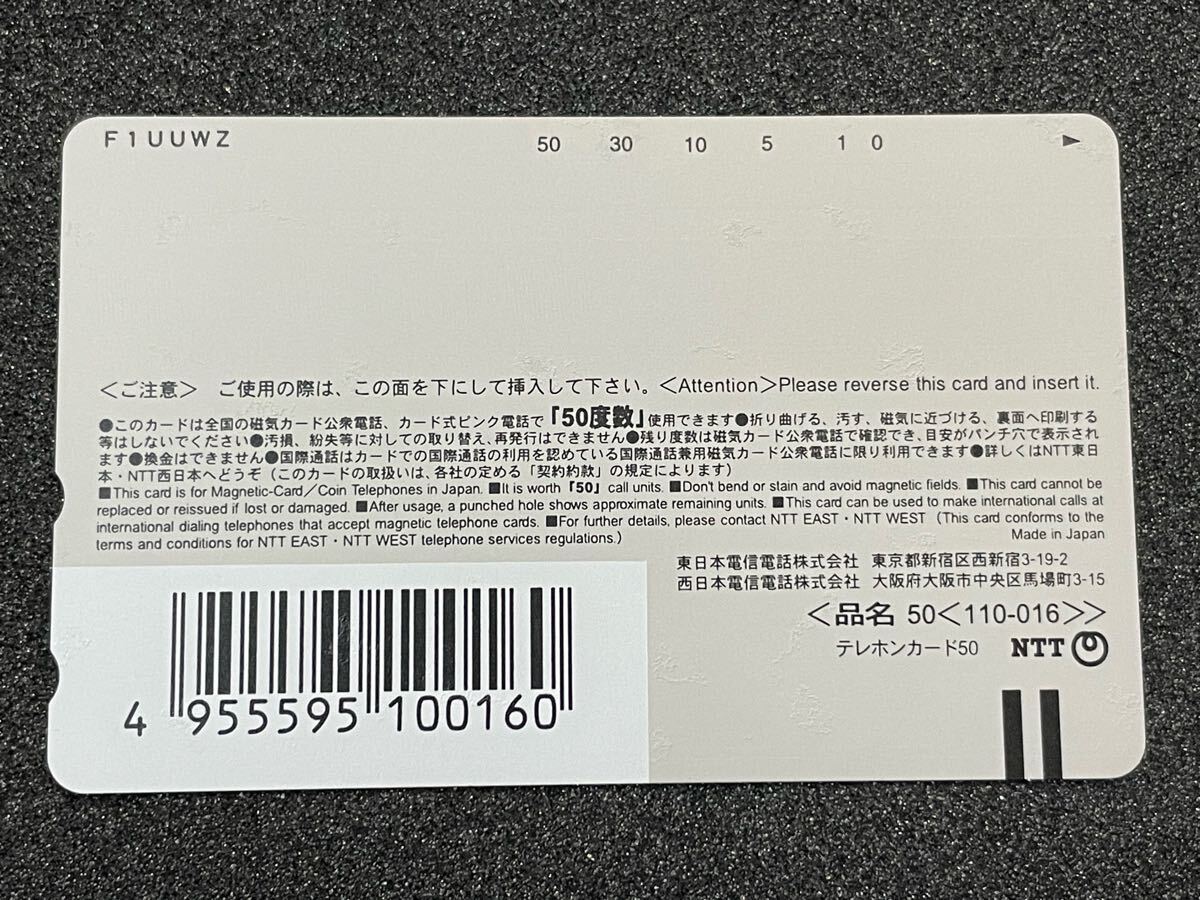 F1UUWZ 50 30 10 5 1 0 ►
＜ご注意＞ ご使用の際は、この面を下にして挿入して下さい。＜Attention＞Please reverse this card and insert it.
●このカードは全国の磁気カード公衆電話、カード式ピンク電話で「50度数」使用できます●折り曲げる、汚す、磁気に近づける、裏面へ印刷する
等はしないでください●汚損、紛失等に対しての取り替え、再発行はできません●残り度数は磁気カード公衆電話で確認でき、目安がパンチ穴で表示され
ます●換金はできません●国際通話はカードでの国際通話の利用を認めている国際通話兼用磁気カード公衆電話に限り利用できます●詳しくはNTT東日
本・NTT西日本へどうぞ（このカードの取扱いは、各社の定める「契約約款」の規定によります）
■This card is for Magnetic-Card／Coin Telephones in Japan. ■It is worth「50」call units. ■Don't bend or stain and avoid magnetic fields. ■This card cannot be
replaced or reissued if lost or damaged. ■After usage, a punched hole shows approximate remaining units. ■This card can be used to make international calls at
international dialing telephones that accept magnetic telephone cards. ■For further details, please contact NTT EAST・NTT WEST (This card conforms to the
terms and conditions for NTT EAST・NTT WEST telephone services regulations.)
Made in Japan
東日本電信電話株式会社 東京都新宿区西新宿3-19-2
西日本電信電話株式会社 大阪府大阪市中央区馬場町3-15
＜品名 50＜110-016＞＞
テレホンカード50 NTT
4 955595 100160